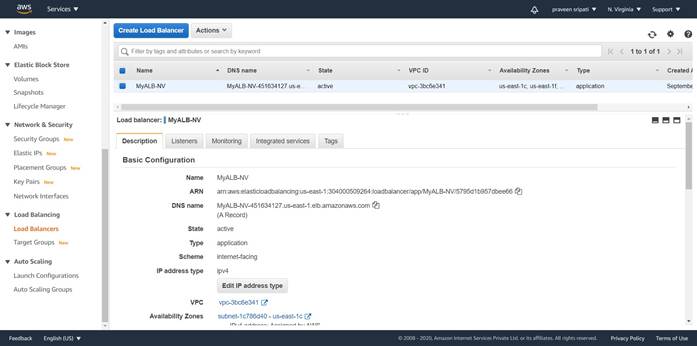 aws Services praveen sripati N. Virginia Support
Images
AMIs
Elastic Block Store
Volumes
Snapshots
Lifecycle Manager
Network & Security
Security Groups New
Elastic IPs New
Placement Groups New
Key Pairs New
Network Interfaces
Load Balancing
Load Balancers
Target Groups New
Auto Scaling
Launch Configurations
Auto Scaling Groups
Create Load Balancer Actions
Filter by tags and attributes or search by keyword 1 to 1 of 1
Name DNS name State VPC ID Availability Zones Type Created A
MyALB-NV MyALB-NV-451634127.us-e... active vpc-3bc6e341 us-east-1c, us-east-1f, ... application Septembe
Load balancer: MyALB-NV
Description Listeners Monitoring Integrated services Tags
Basic Configuration
Name MyALB-NV
ARN arn:aws:elasticloadbalancing:us-east-1:304000509264:loadbalancer/app/MyALB-NV/5795d1b957dbee66
DNS name MyALB-NV-451634127.us-east-1.elb.amazonaws.com
(A Record)
State active
Type application
Scheme internet-facing
IP address type ipv4
Edit IP address type
VPC vpc-3bc6e341
Availability Zones subnet-1c786d40 - us-east-1c
IPv4 address: Assigned by AWS
Feedback English (US) © 2008 - 2020, Amazon Internet Services Private Ltd. or its affiliates. All rights reserved. Privacy Policy Terms of Use